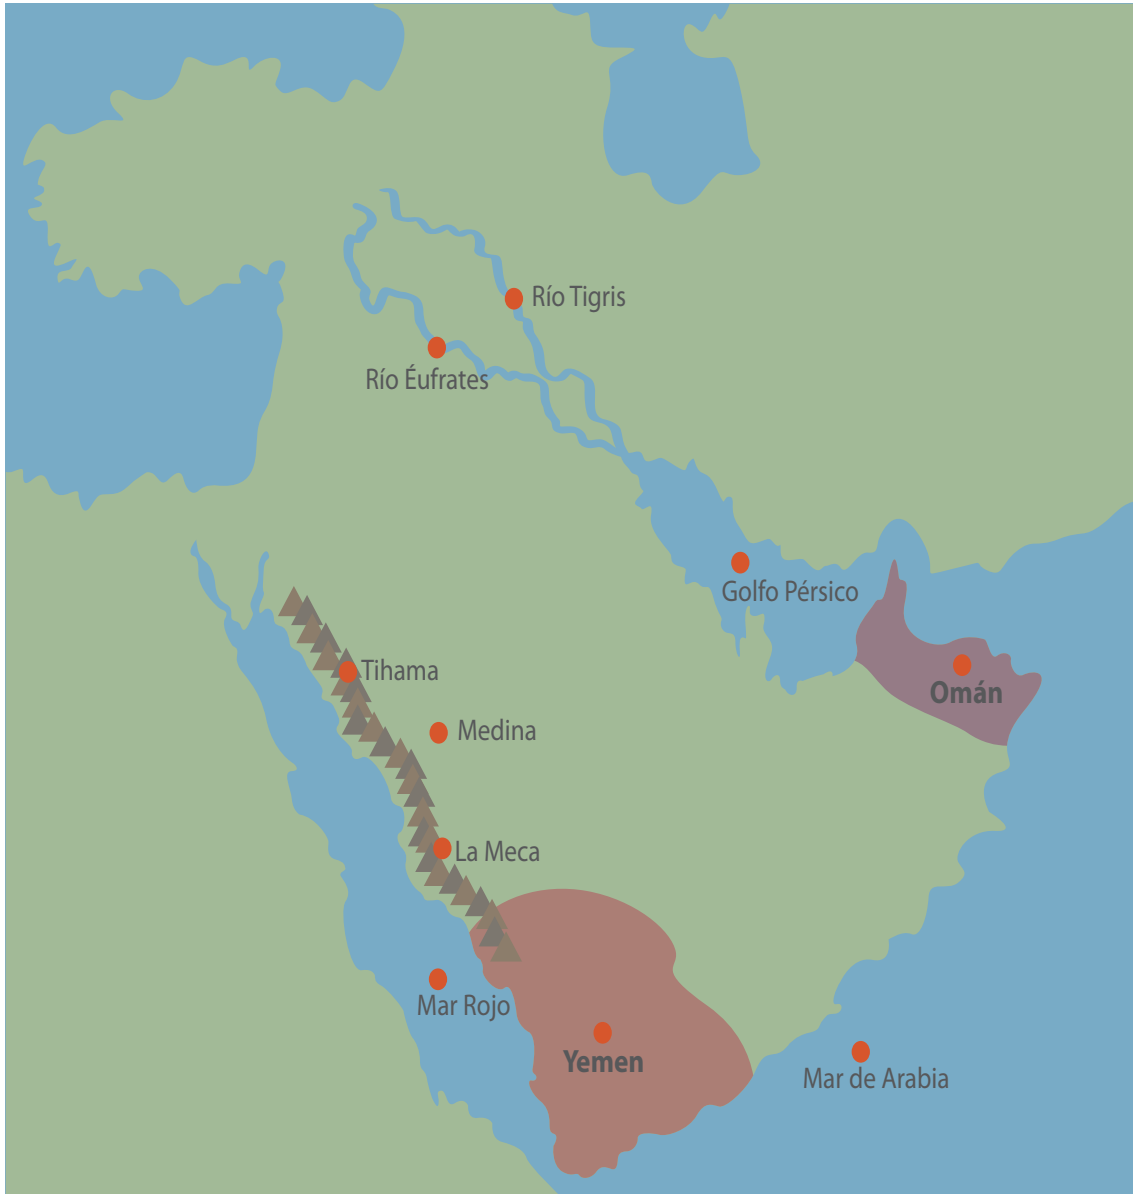 Río Tigris
Río Éufrates
Golfo Pérsico
Tihama
Omán
Medina
La Meca
Mar Rojo
Yemen
Mar de Arabia